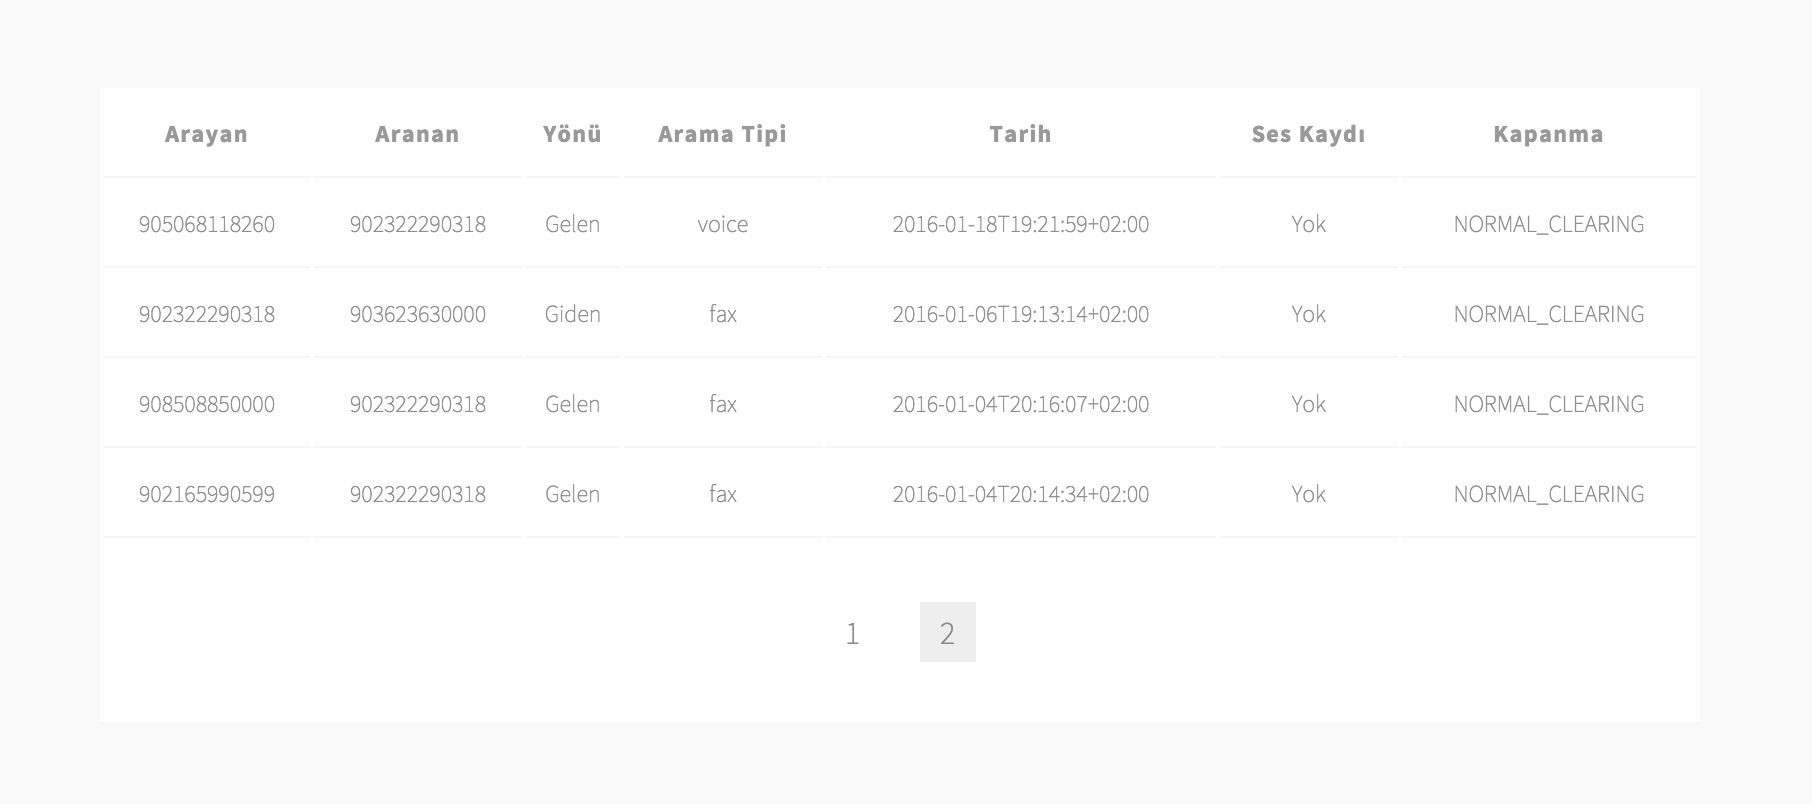 Arayan Aranan Yönü Arama Tipi Tarih Ses Kaydı Kapanma
905068118260 902322290318 Gelen voice 2016-01-18T19:21:59+02:00 Yok NORMAL_CLEARING
902322290318 903623630000 Giden fax 2016-01-06T19:13:14+02:00 Yok NORMAL_CLEARING
908508850000 902322290318 Gelen fax 2016-01-04T20:16:07+02:00 Yok NORMAL_CLEARING
902165990599 902322290318 Gelen fax 2016-01-04T20:14:34+02:00 Yok NORMAL_CLEARING
1 2